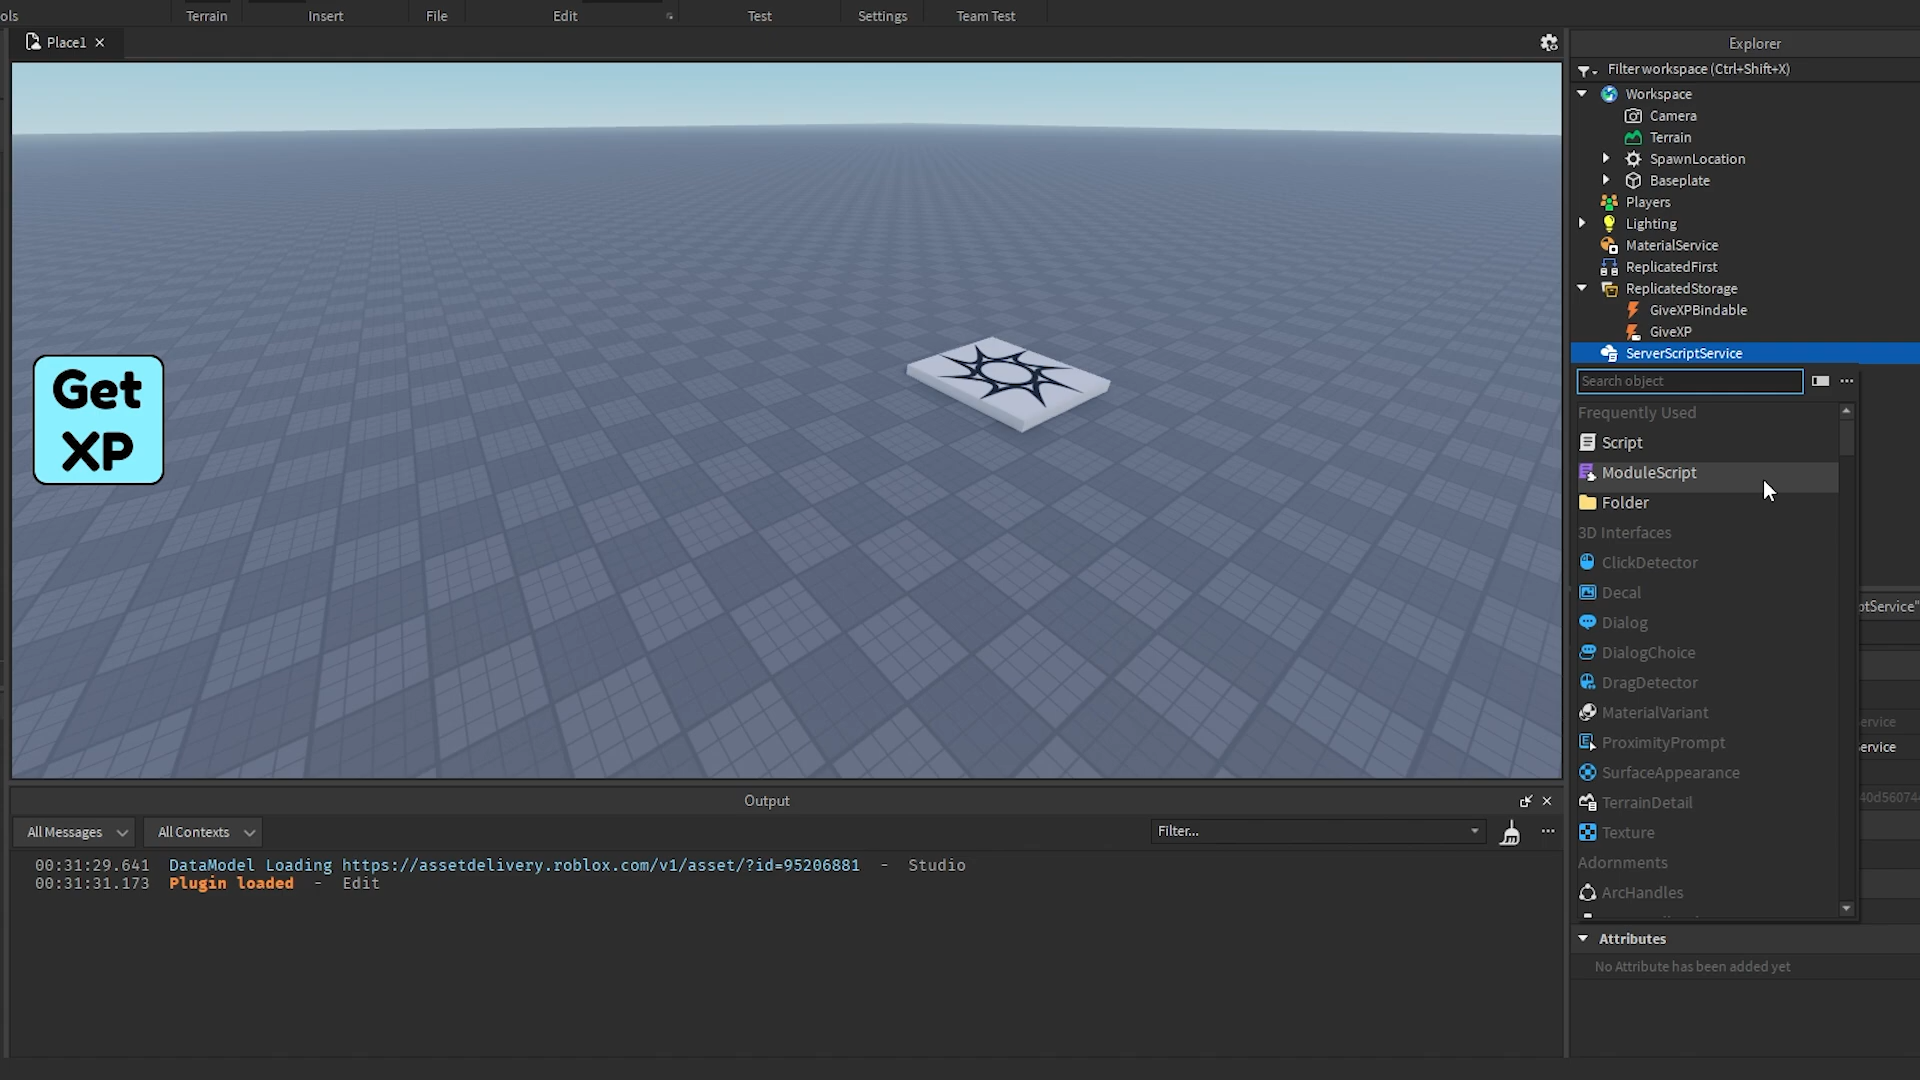 ols
Terrain
Insert
File
Edit
Test
Settings
Team Test
Place1
Explorer
Filter workspace (Ctrl+Shift+X)
Workspace
Camera
Terrain
SpawnLocation
Baseplate
Players
Lighting
MaterialService
ReplicatedFirst
ReplicatedStorage
GiveXPBindable
GiveXP
ServerScriptService
Get
XP
Search object
Frequently Used
Script
ModuleScript
Folder
3D Interfaces
ClickDetector
Decal
Dialog
DialogChoice
DragDetector
MaterialVariant
ProximityPrompt
SurfaceAppearance
TerrainDetail
Texture
Adornments
ArcHandles
ptService"
ervice
ervice
40d56074
Attributes
No Attribute has been added yet
Output
All Messages
All Contexts
Filter...
00:31:29.641 DataModel Loading https://assetdelivery.roblox.com/v1/asset/?id=95206881 - Studio
00:31:31.173 Plugin loaded - Edit